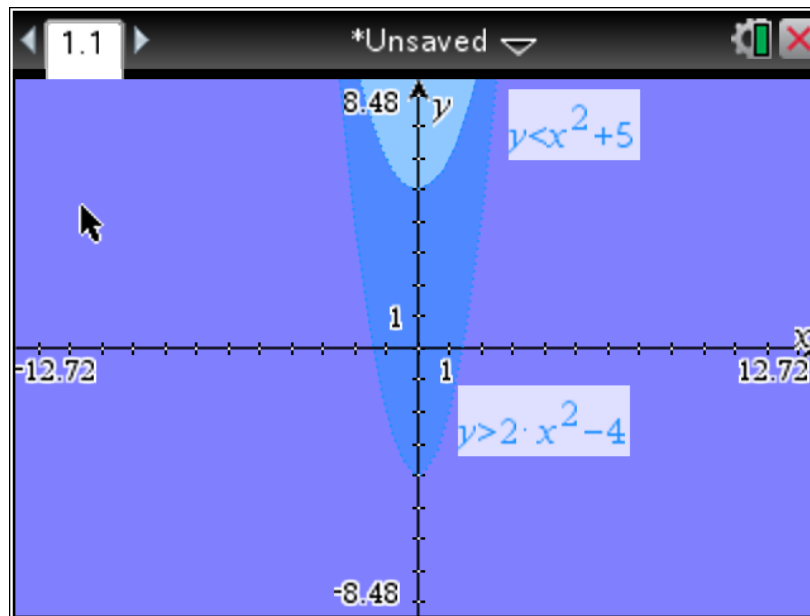 1.1 *Unsaved
8.48 y
y<x²+5
1
x
-12.72 1 12.72
y>2·x²-4
-8.48